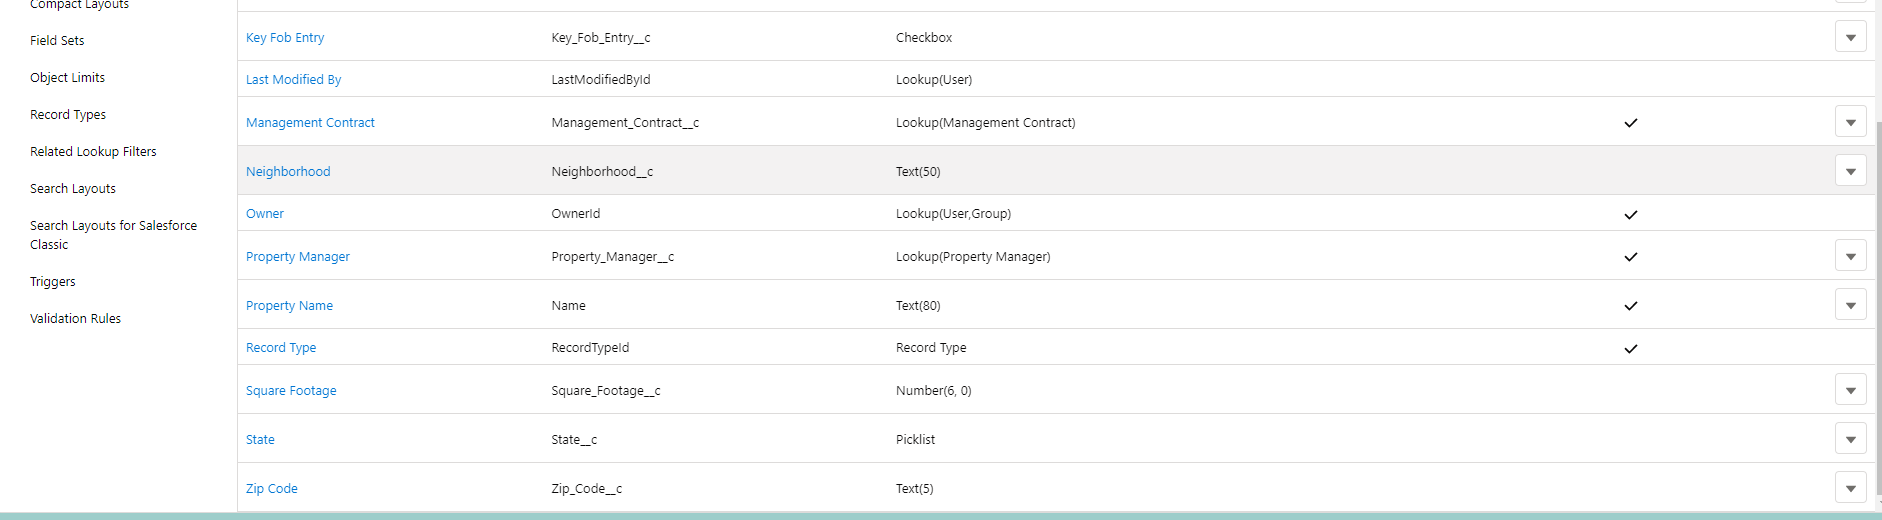 Compact Layouts
Field Sets
Object Limits
Record Types
Related Lookup Filters
Search Layouts
Search Layouts for Salesforce
Classic
Triggers
Validation Rules
Key Fob Entry Key_Fob_Entry__c Checkbox
Last Modified By LastModifiedById Lookup(User)
Management Contract Management_Contract__c Lookup(Management Contract)
Neighborhood Neighborhood__c Text(50)
Owner OwnerId Lookup(User,Group)
Property Manager Property_Manager__c Lookup(Property Manager)
Property Name Name Text(80)
Record Type RecordTypeId Record Type
Square Footage Square_Footage__c Number(6, 0)
State State__c Picklist
Zip Code Zip_Code__c Text(5)